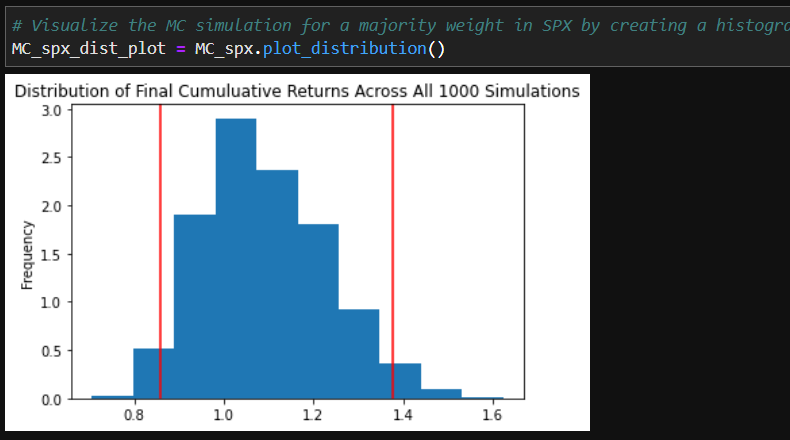 # Visualize the MC simulation for a majority weight in SPX by creating a
MC_spx_dist_plot = MC_spx.plot_distribution()
Distribution of Final Cumuluative Returns Across All 1000 Simulations
3.0
2.5
2.0
1.5
1.0
0.5
0.0
Frequency
0.8 1.0 1.2 1.4 1.6